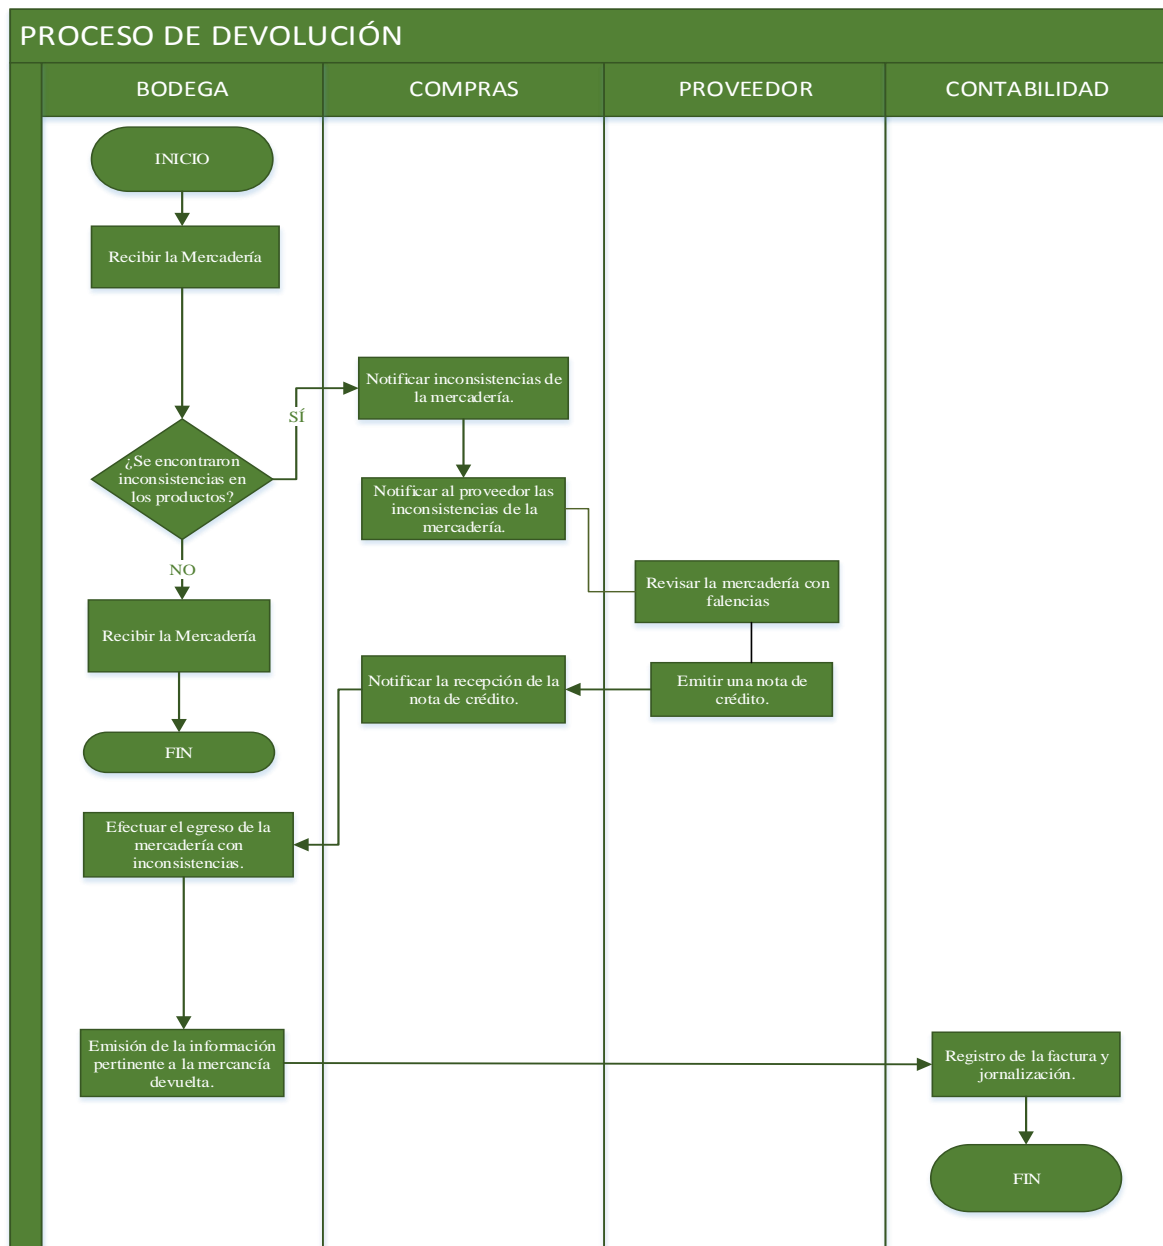 PROCESO DE DEVOLUCIÓN
BODEGA
COMPRAS
PROVEEDOR
CONTABILIDAD
INICIO
Recibir la Mercadería
Notificar inconsistencias de
la mercadería.
SÍ
¿Se encontraron
inconsistencias en
los productos?
Notificar al proveedor las
inconsistencias de la
mercadería.
NO
Revisar la mercadería con
falencias
Recibir la Mercadería
Notificar la recepción de la
nota de crédito.
Emitir una nota de
crédito.
FIN
Efectuar el egreso de la
mercadería con
inconsistencias.
Emisión de la información
pertinente a la mercancía
devuelta.
Registro de la factura y
jornalización.
FIN